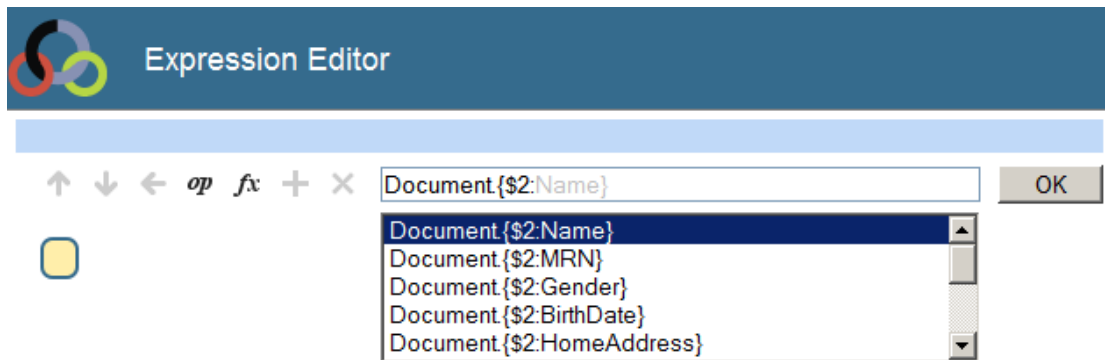 Expression Editor
op fx Document.{$2:Name} OK
Document.{$2:Name}
Document.{$2:MRN}
Document.{$2:Gender}
Document.{$2:BirthDate}
Document.{$2:HomeAddress}